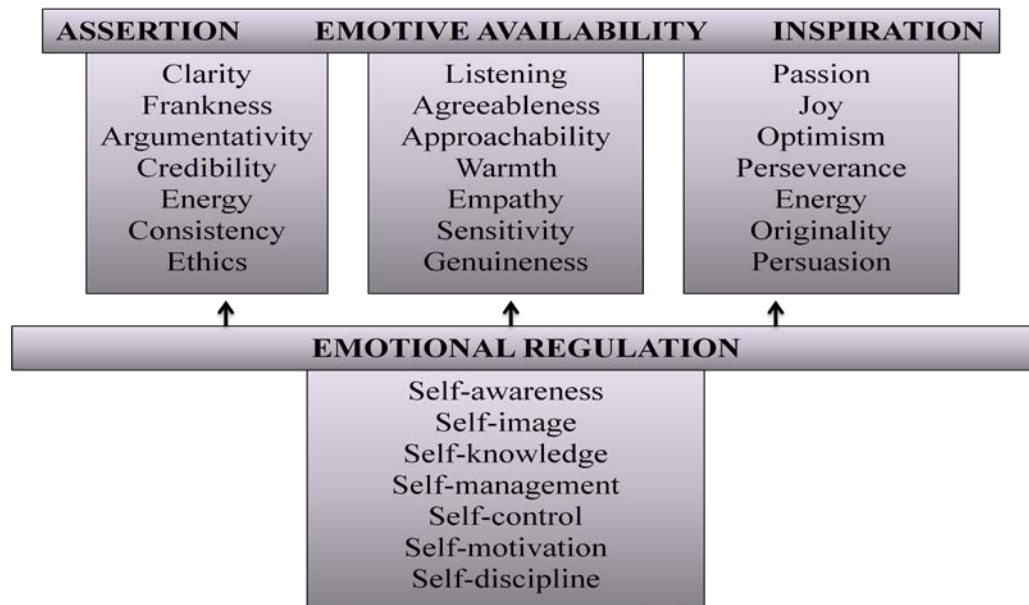 ASSERTION EMOTIVE AVAILABILITY INSPIRATION
Clarity
Frankness
Argumentativity
Credibility
Energy
Consistency
Ethics
Listening
Agreeableness
Approachability
Warmth
Empathy
Sensitivity
Genuineness
Passion
Joy
Optimism
Perseverance
Energy
Originality
Persuasion
EMOTIONAL REGULATION
Self-awareness
Self-image
Self-knowledge
Self-management
Self-control
Self-motivation
Self-discipline